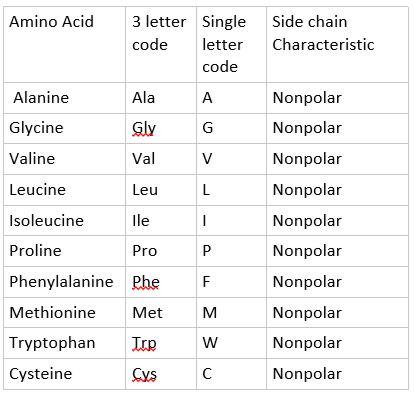 Amino Acid 3 letter code Single letter code Side chain Characteristic
Alanine Ala A Nonpolar
Glycine Gly G Nonpolar
Valine Val V Nonpolar
Leucine Leu L Nonpolar
Isoleucine Ile I Nonpolar
Proline Pro P Nonpolar
Phenylalanine Phe F Nonpolar
Methionine Met M Nonpolar
Tryptophan Trp W Nonpolar
Cysteine Cys C Nonpolar